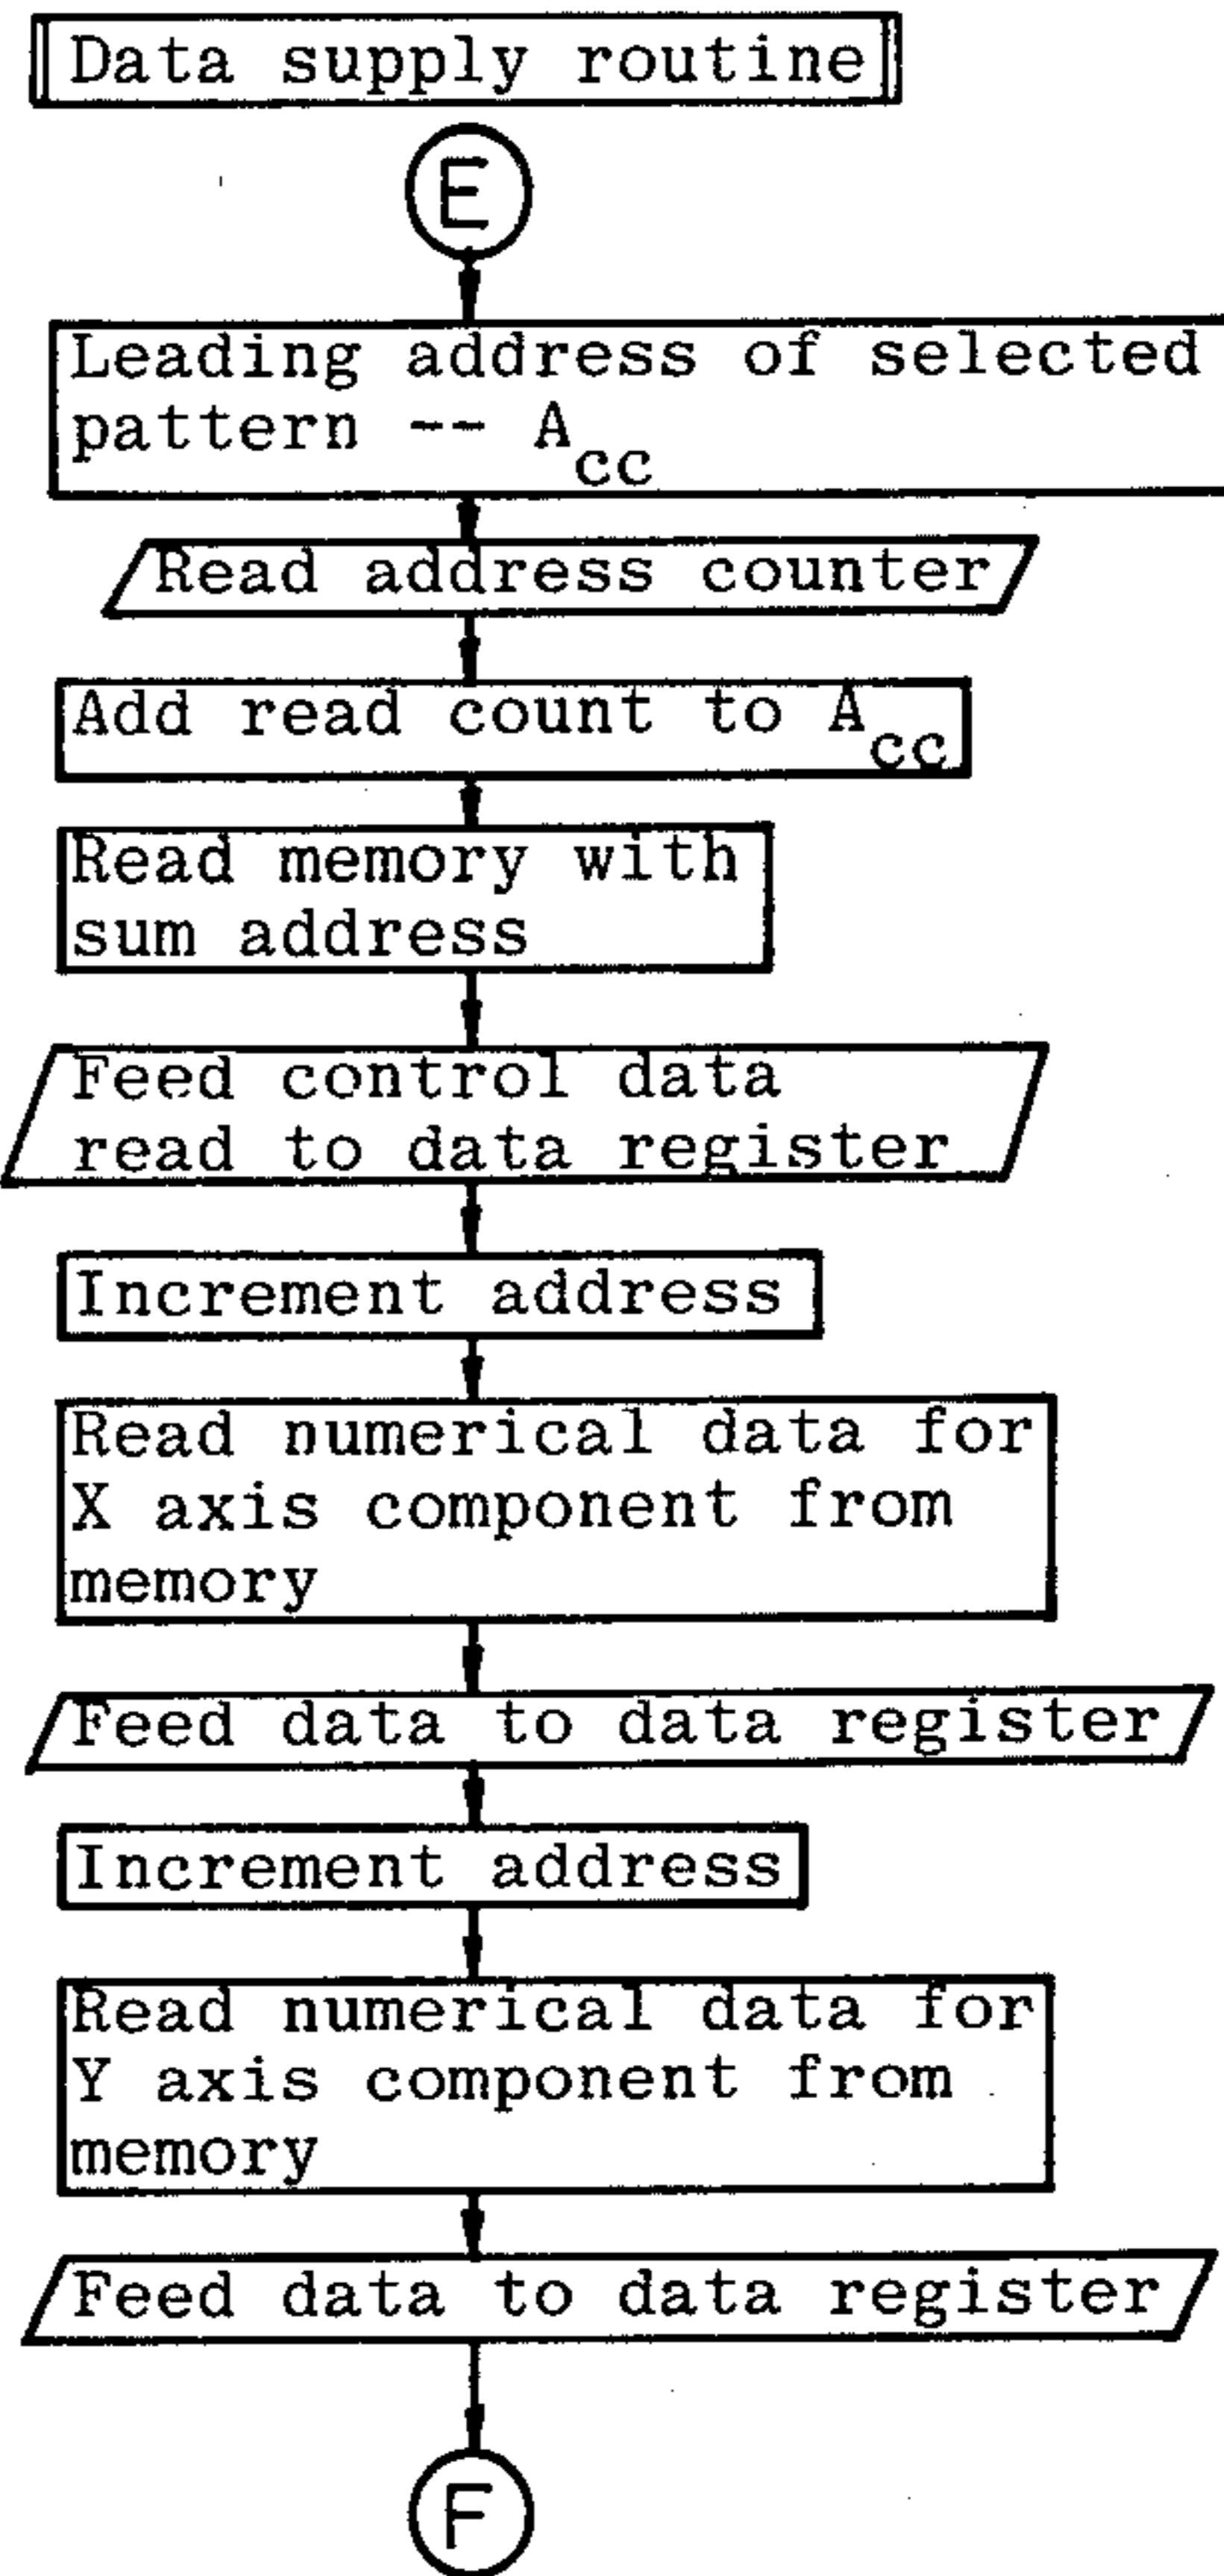 Data supply routine
E
Leading address of selected
pattern -- Acc
Read address counter
Add read count to Acc
Read memory with
sum address
Feed control data
read to data register
Increment address
Read numerical data for
X axis component from
memory
Feed data to data register
Increment address
Read numerical data for
Y axis component from
memory
Feed data to data register
F